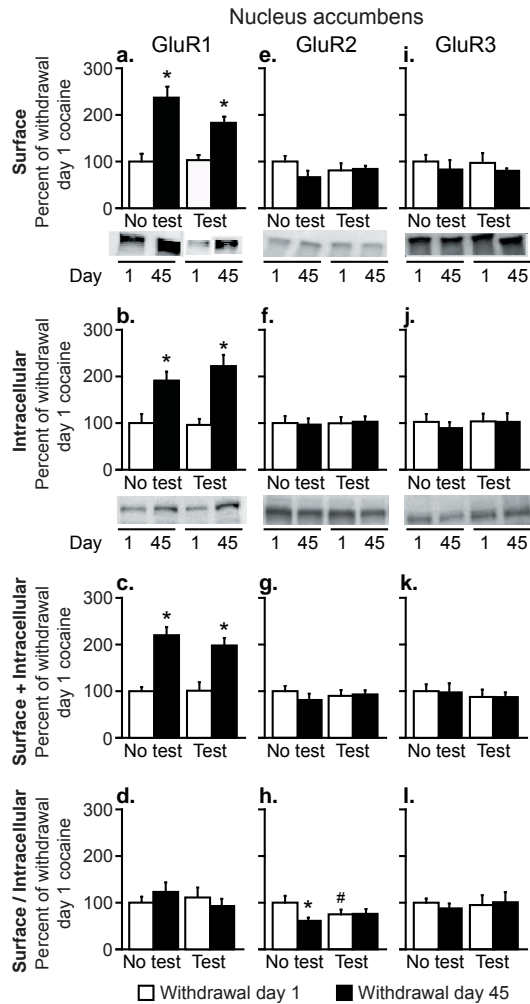 Nucleus accumbens
GluR1 GluR2 GluR3
a. e. i.
Surface
Percent of withdrawal
day 1 cocaine
300
200
100
0
* *
No test Test No test Test No test Test
Day 1 45 1 45 1 45 1 45 1 45 1 45
b. f. j.
Intracellular
Percent of withdrawal
day 1 cocaine
300
200
100
0
* *
No test Test No test Test No test Test
Day 1 45 1 45 1 45 1 45 1 45 1 45
c. g. k.
Surface + Intracellular
Percent of withdrawal
day 1 cocaine
300
200
100
0
* *
No test Test No test Test No test Test
d. h. l.
Surface / Intracellular
Percent of withdrawal
day 1 cocaine
300
200
100
0
* #
No test Test No test Test No test Test
Withdrawal day 1 Withdrawal day 45